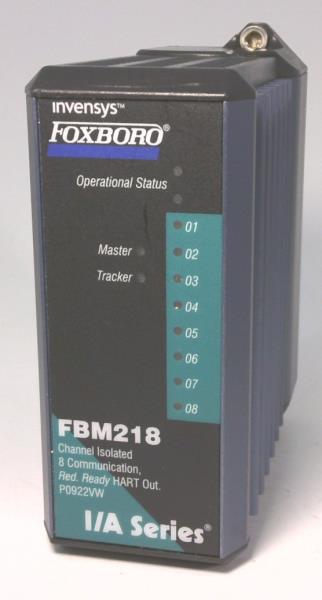 invensys™
FOXBORO®
Operational Status
01
Master 02
Tracker 03
04
05
06
07
08
FBM218
Channel Isolated
8 Communication,
Red. Ready HART Out.
P0922VW
I/A Series®